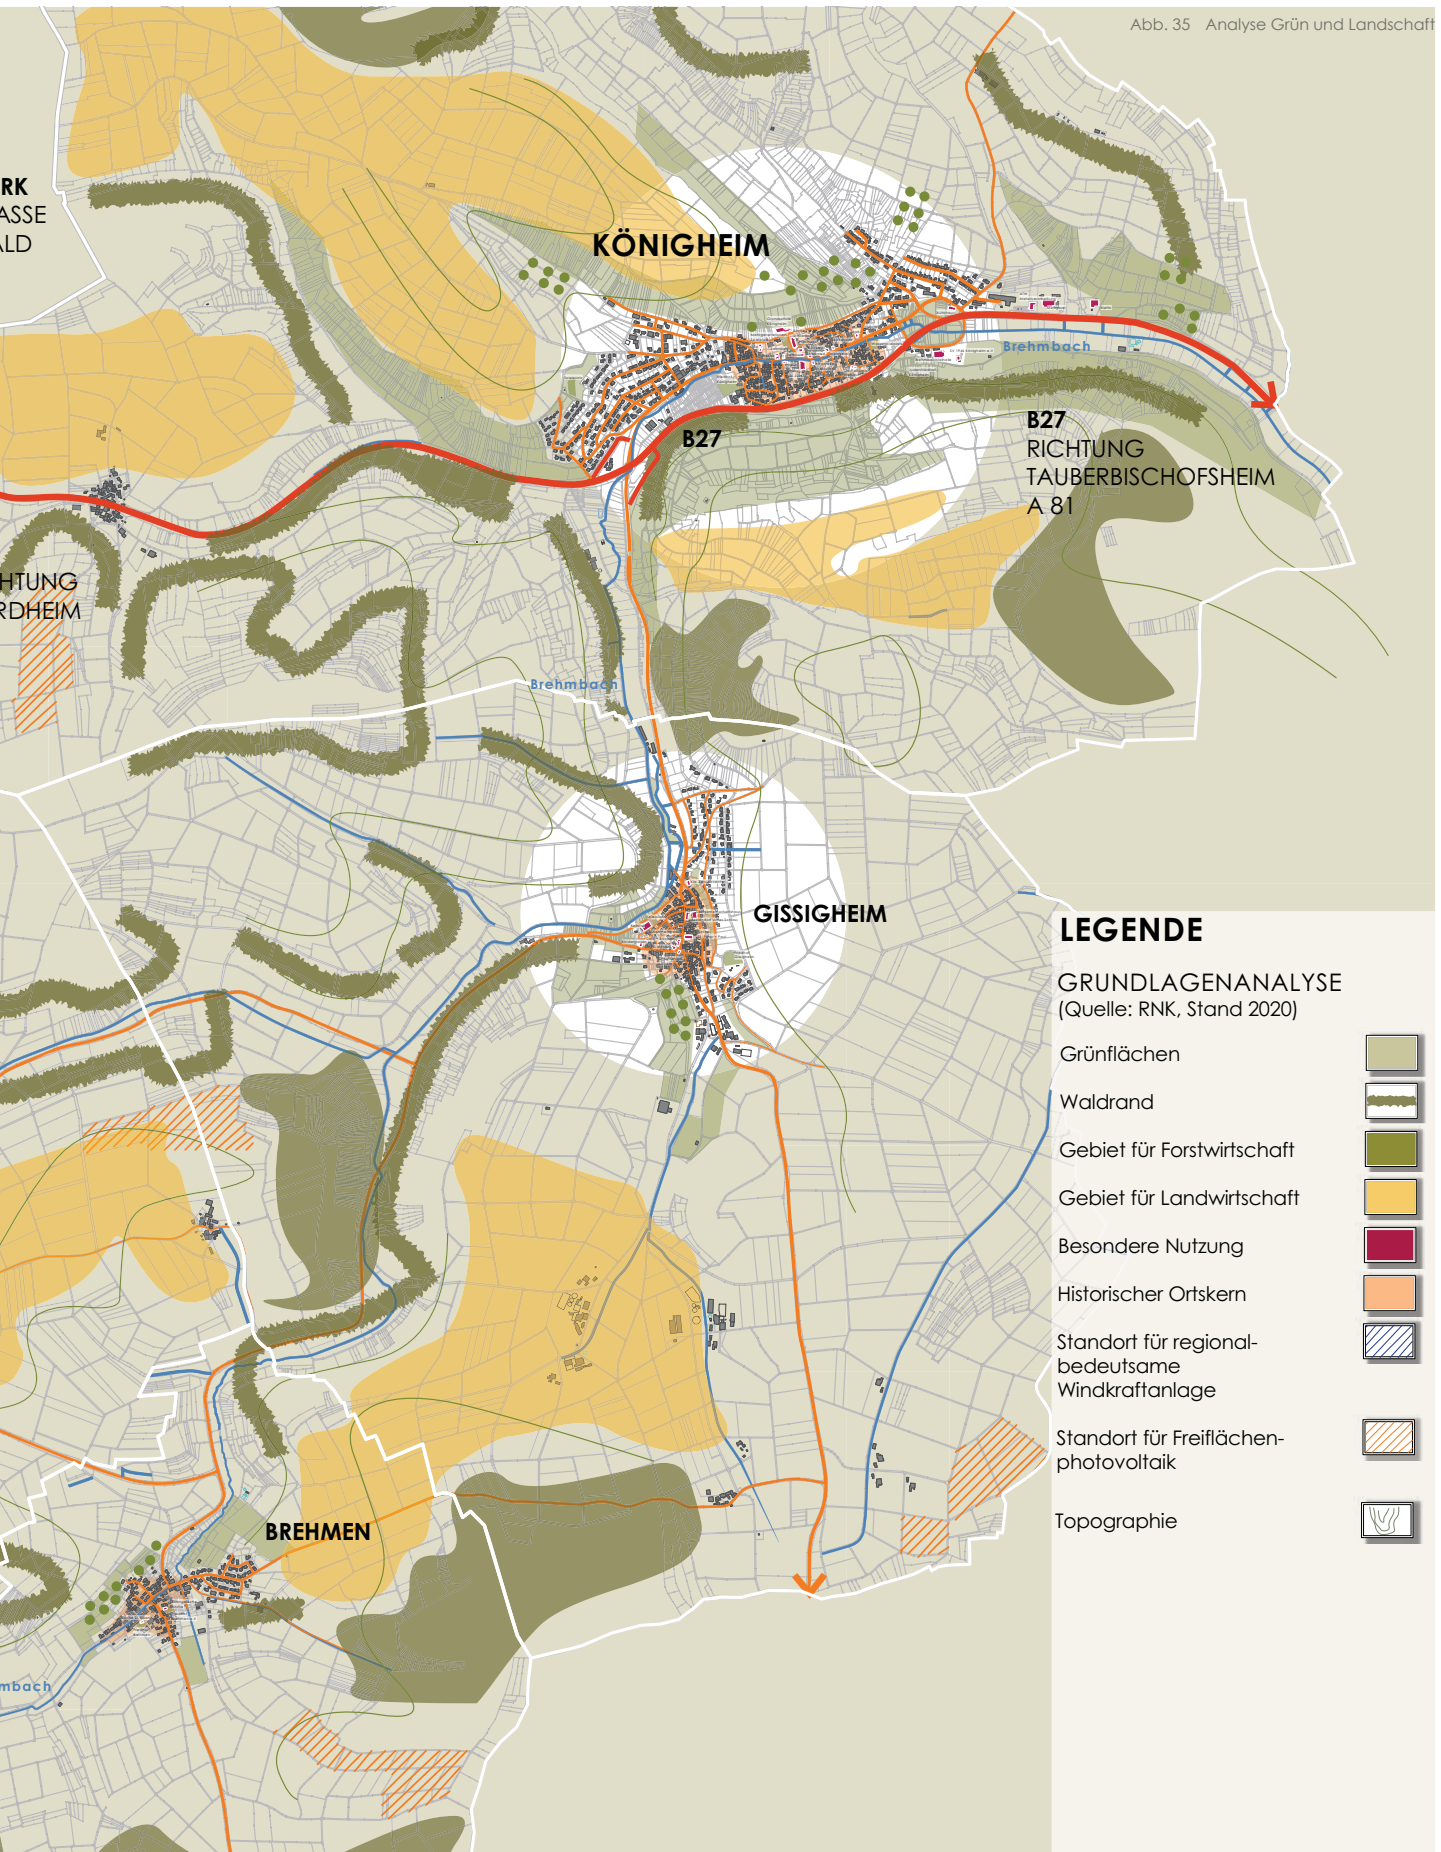 Abb. 35 Analyse Grün und Landschaft
RK
ASSE
ALD
KÖNIGHEIM
Brehmbach
B27
B27
RICHTUNG
TAUBERBISCHOFSHEIM
A 81
HTUNG
RDHEIM
Brehmbach
GISSIGHEIM
BREHMEN
mbach
LEGENDE
GRUNDLAGENANALYSE
(Quelle: RNK, Stand 2020)
Grünflächen
Waldrand
Gebiet für Forstwirtschaft
Gebiet für Landwirtschaft
Besondere Nutzung
Historischer Ortskern
Standort für regional-
bedeutsame
Windkraftanlage
Standort für Freiflächen-
photovoltaik
Topographie